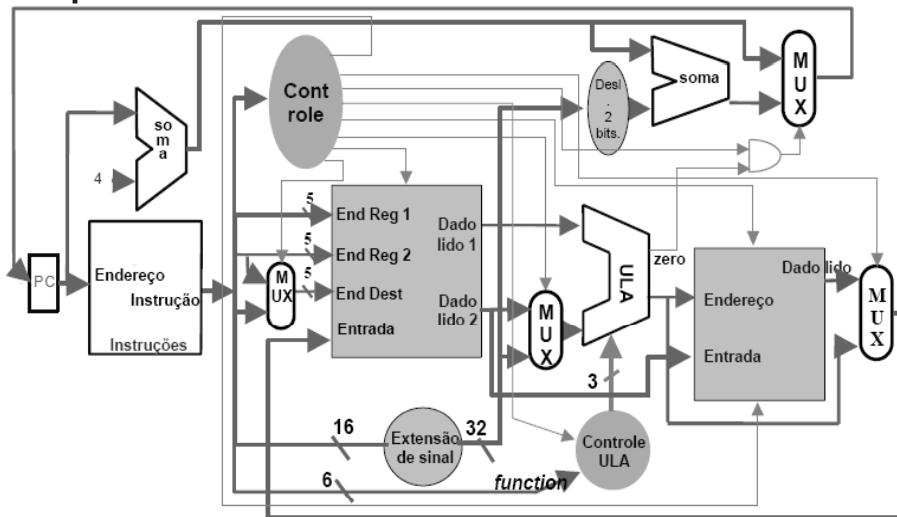 Cont
role
so
m
a
4
soma
Desl
.
2
bits.
M
U
X
PC
Endereço
Instrução
Instruções
5
End Reg 1
5
End Reg 2
5
End Dest
Entrada
Dado
lido 1
Dado
lido 2
M
UX
M
U
X
ULA
zero
3
Endereço
Entrada
Dado lido
M
U
X
16
Extensão
de sinal
32
Controle
ULA
6
function